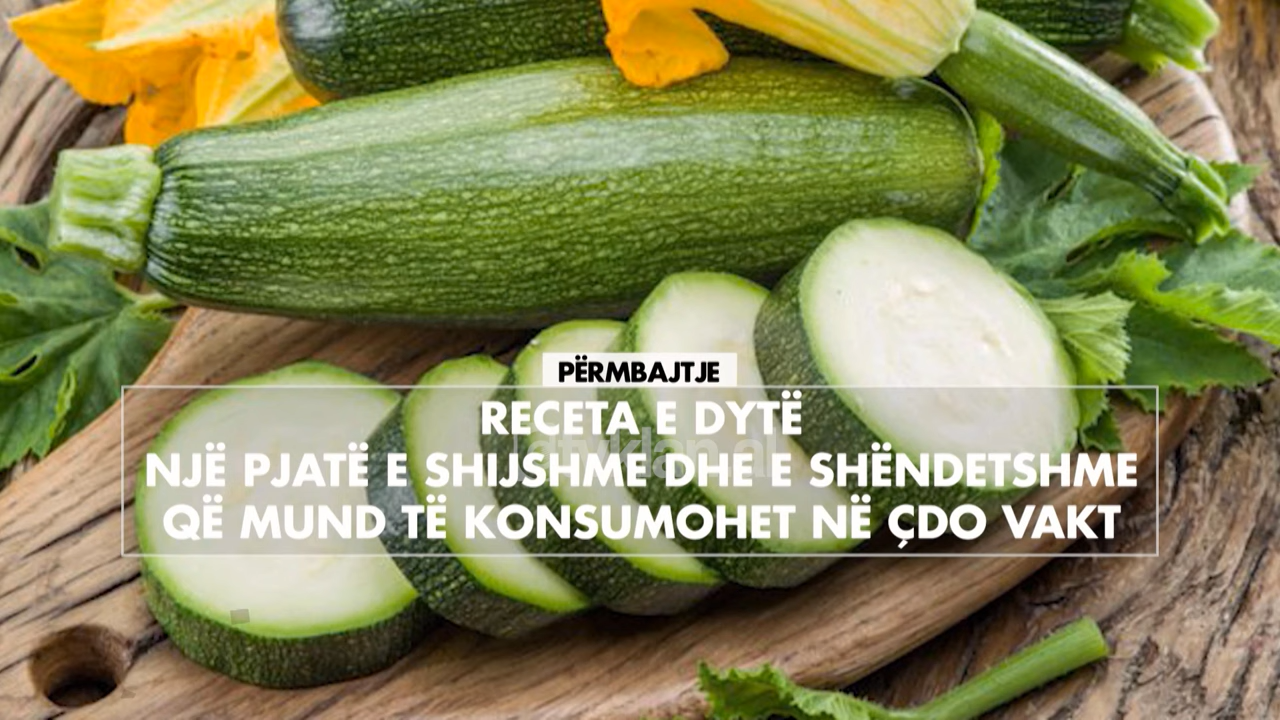 PËRMBAJTJE
RECETA E DYTË
NJË PJATË E SHIJSHME DHE E SHËNDETSHME
QË MUND TË KONSUMOHET NË ÇDO VAKT